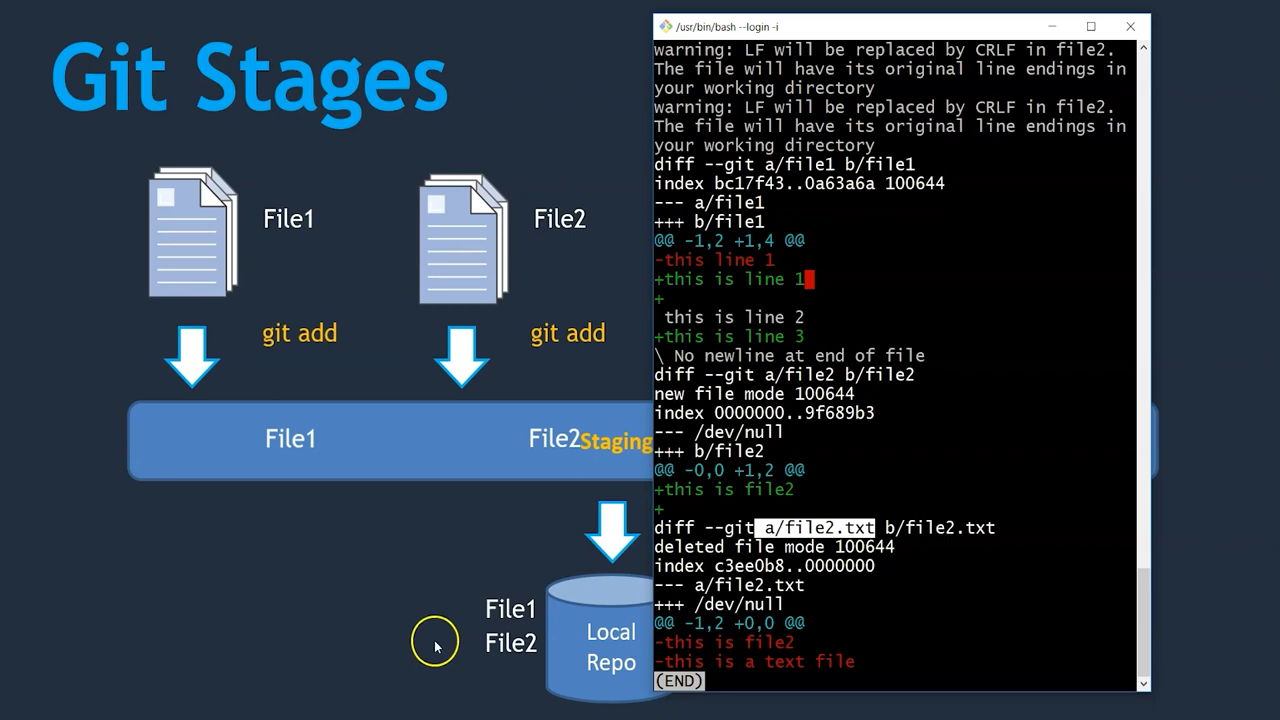 Git Stages
File1
File2
git add
git add
File1
File2
Staging
File1
File2
Local
Repo
/usr/bin/bash --login -i
warning: LF will be replaced by CRLF in file2.
The file will have its original line endings in
your working directory
warning: LF will be replaced by CRLF in file2.
The file will have its original line endings in
your working directory
diff --git a/file1 b/file1
index bc17f43..0a63a6a 100644
--- a/file1
+++ b/file1
@@ -1,2 +1,4 @@
-this line 1
+this is line 1
+
 this is line 2
+this is line 3
\ No newline at end of file
diff --git a/file2 b/file2
new file mode 100644
index 0000000..9f689b3
--- /dev/null
+++ b/file2
@@ -0,0 +1,2 @@
+this is file2
+
diff --git a/file2.txt b/file2.txt
deleted file mode 100644
index c3ee0b8..0000000
--- a/file2.txt
+++ /dev/null
@@ -1,2 +0,0 @@
-this is file2
-this is a text file
(END)